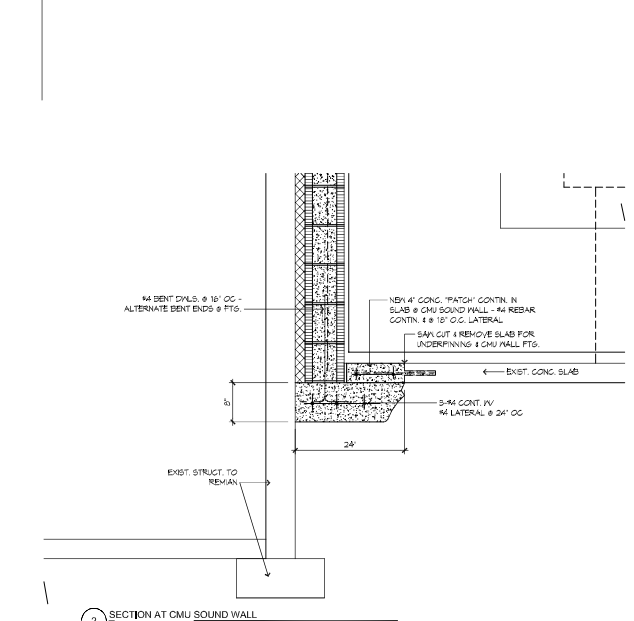 #4 BENT DWLS. @ 16" OC -
ALTERNATE BENT ENDS @ FTG.
NEW 4" CONC. "PATCH" CONTIN. IN
SLAB @ CMU SOUND WALL - #4 REBAR
CONTIN. & @ 18" O.C. LATERAL
SAW CUT & REMOVE SLAB FOR
UNDERPINNING & CMU WALL FTG.
EXIST. CONC. SLAB
8"
3-#4 CONT. W/
#4 LATERAL @ 24" OC
24"
EXIST. STRUCT. TO
REMIAN
2
SECTION AT CMU SOUND WALL